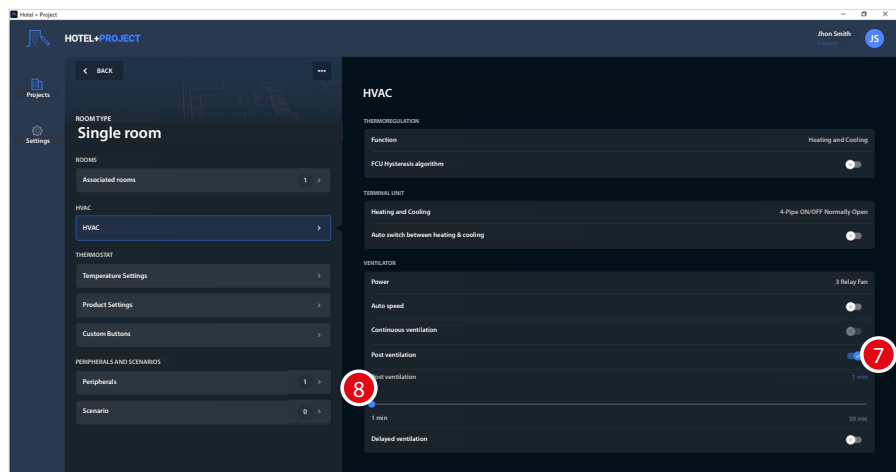 Hotel + Project
HOTEL+PROJECT
Jhon Smith
Logout
JS
Projects
Settings
BACK
ROOM TYPE
Single room
ROOMS
Associated rooms 1
HVAC
HVAC
THERMOSTAT
Temperature Settings
Product Settings
Custom Buttons
PERIPHERALS AND SCENARIOS
Peripherals 1
Scenario 0
HVAC
THERMOREGULATION
Function Heating and Cooling
FCU Hysteresis algorithm
TERMINAL UNIT
Heating and Cooling 4-Pipe ON/OFF Normally Open
Auto switch between heating & cooling
VENTILATOR
Power 3 Relay Fan
Auto speed
Continuous ventilation
Post ventilation
7
8
Post ventilation 1 min
1 min 20 min
Delayed ventilation